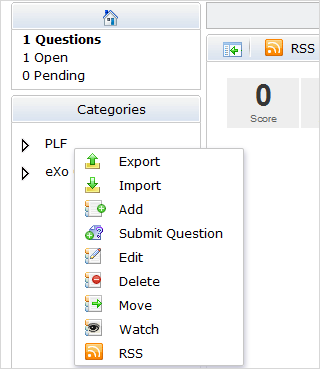 1 Questions
1 Open
0 Pending
RSS
0
Score
Categories
PLF
eXo
Export
Import
Add
Submit Question
Edit
Delete
Move
Watch
RSS